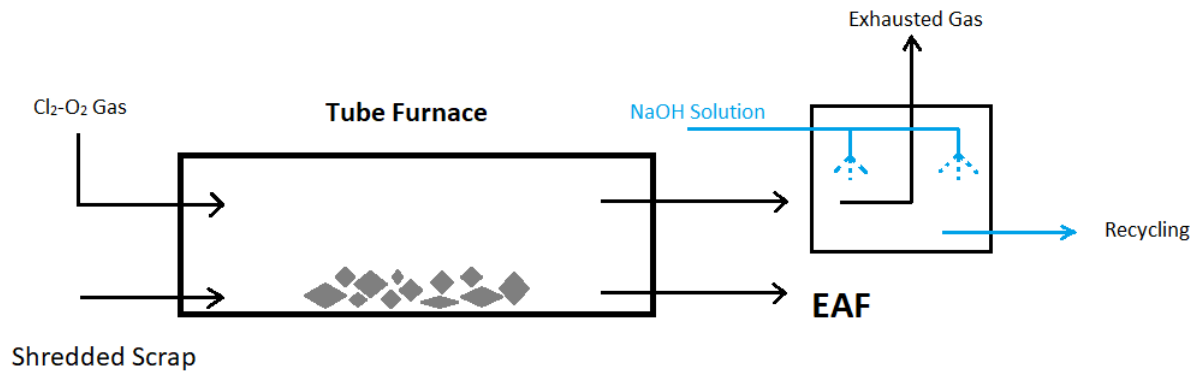 Exhausted Gas
Cl₂-O₂ Gas
Tube Furnace
NaOH Solution
Recycling
EAF
Shredded Scrap